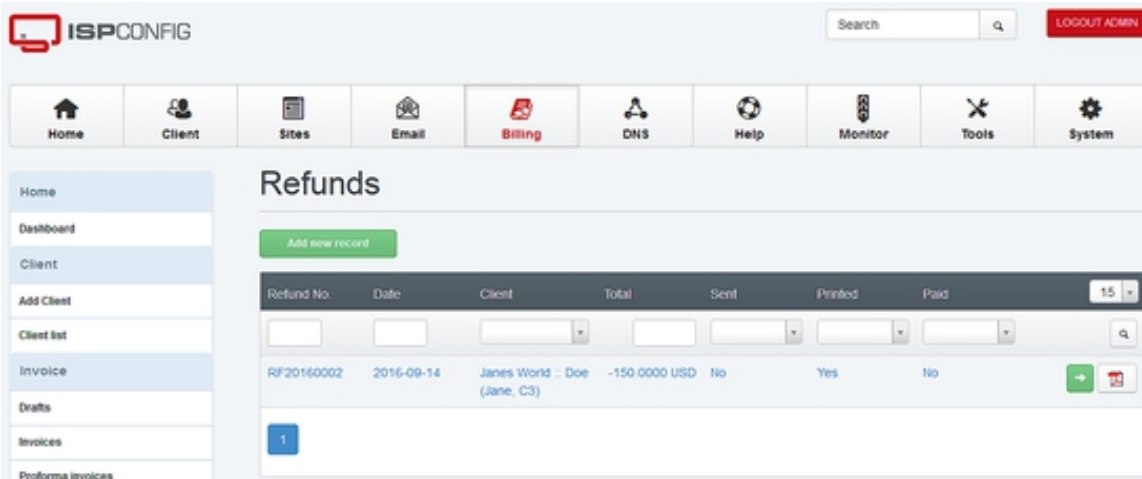 ISPCONFIG
Search
LOGOUT ADMIN
Home Client Sites Email Billing DNS Help Monitor Tools System
Home
Dashboard
Client
Add Client
Client list
Invoice
Drafts
Invoices
Proforma invoices
Refunds
Add new record
Refund No. Date Client Total Sent Printed Paid 15
RF20160002 2016-09-14 Janes World :: Doe -150.0000 USD No Yes No
(Jane, C3)
1